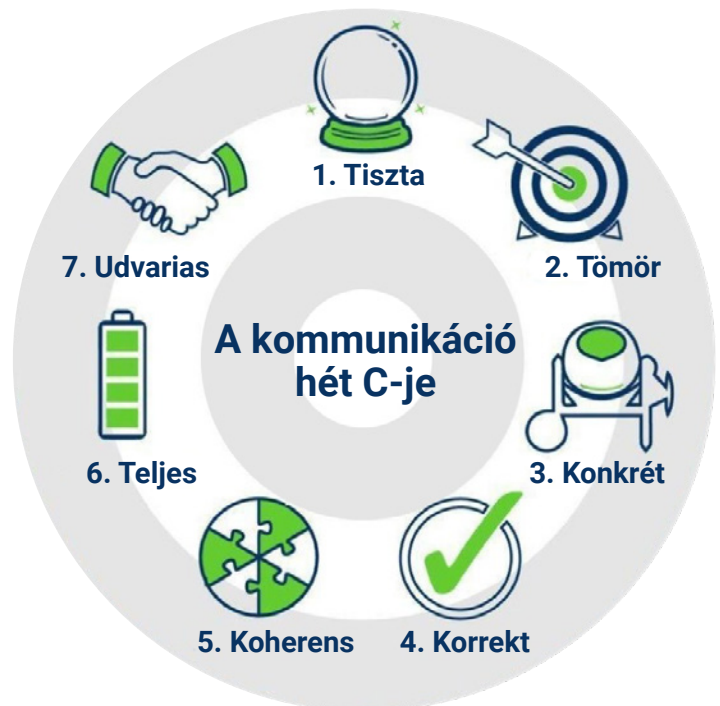 A kommunikáció
hét C-je
1. Tiszta
2. Tömör
3. Konkrét
4. Korrekt
5. Koherens
6. Teljes
7. Udvarias